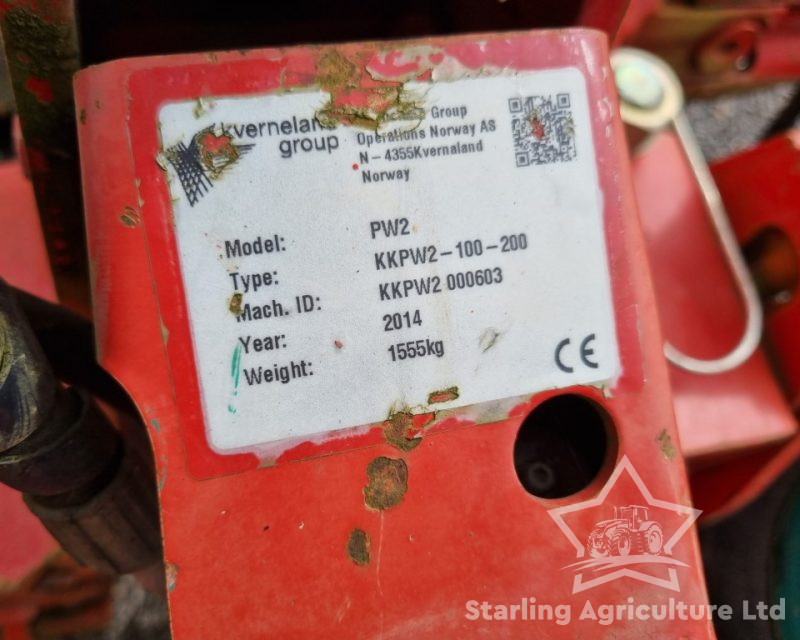 kverneland
group
Group
Operations Norway AS
N-4355Kvernaland
Norway
Model: PW2
Type: KKPW2-100-200
Mach. ID: KKPW2 000603
Year: 2014
Weight: 1555kg
CE
Starling Agriculture Ltd